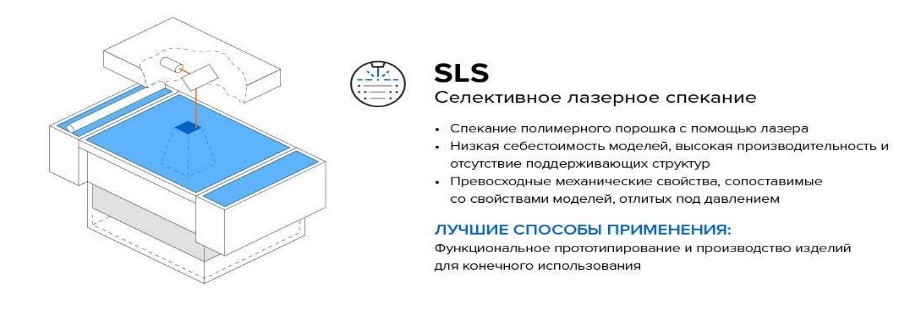 SLS
Селективное лазерное спекание
• Спекание полимерного порошка с помощью лазера
• Низкая себестоимость моделей, высокая производительность и
отсутствие поддерживающих структур
• Превосходные механические свойства, сопоставимые
со свойствами моделей, отлитых под давлением
ЛУЧШИЕ СПОСОБЫ ПРИМЕНЕНИЯ:
Функциональное прототипирование и производство изделий
для конечного использования